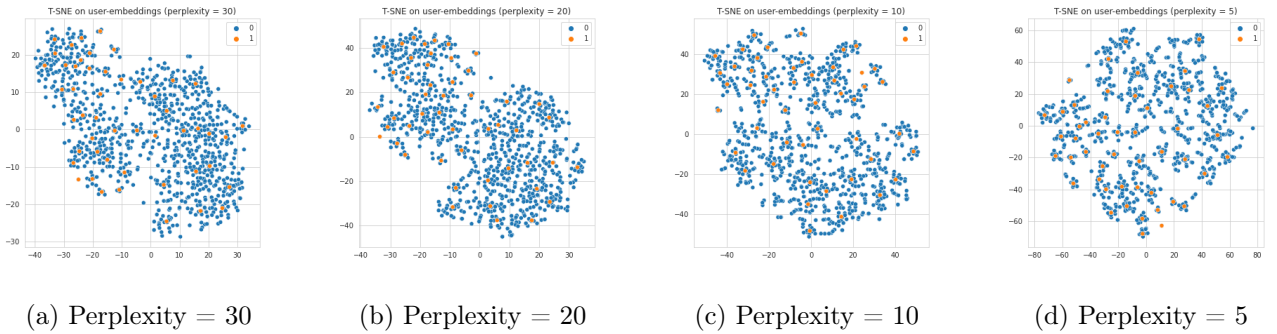 T-SNE on user-embeddings (perplexity = 30)
0
1
20
10
0
−10
−20
−30
−40 −30 −20 −10 0 10 20 30
(a) Perplexity = 30
T-SNE on user-embeddings (perplexity = 20)
0
1
40
20
0
−20
−40
−40 −30 −20 −10 0 10 20 30
(b) Perplexity = 20
T-SNE on user-embeddings (perplexity = 10)
0
1
40
20
0
−20
−40
−40 −20 0 20 40
(c) Perplexity = 10
T-SNE on user-embeddings (perplexity = 5)
0
1
60
40
20
0
−20
−40
−60
−80 −60 −40 −20 0 20 40 60 80
(d) Perplexity = 5